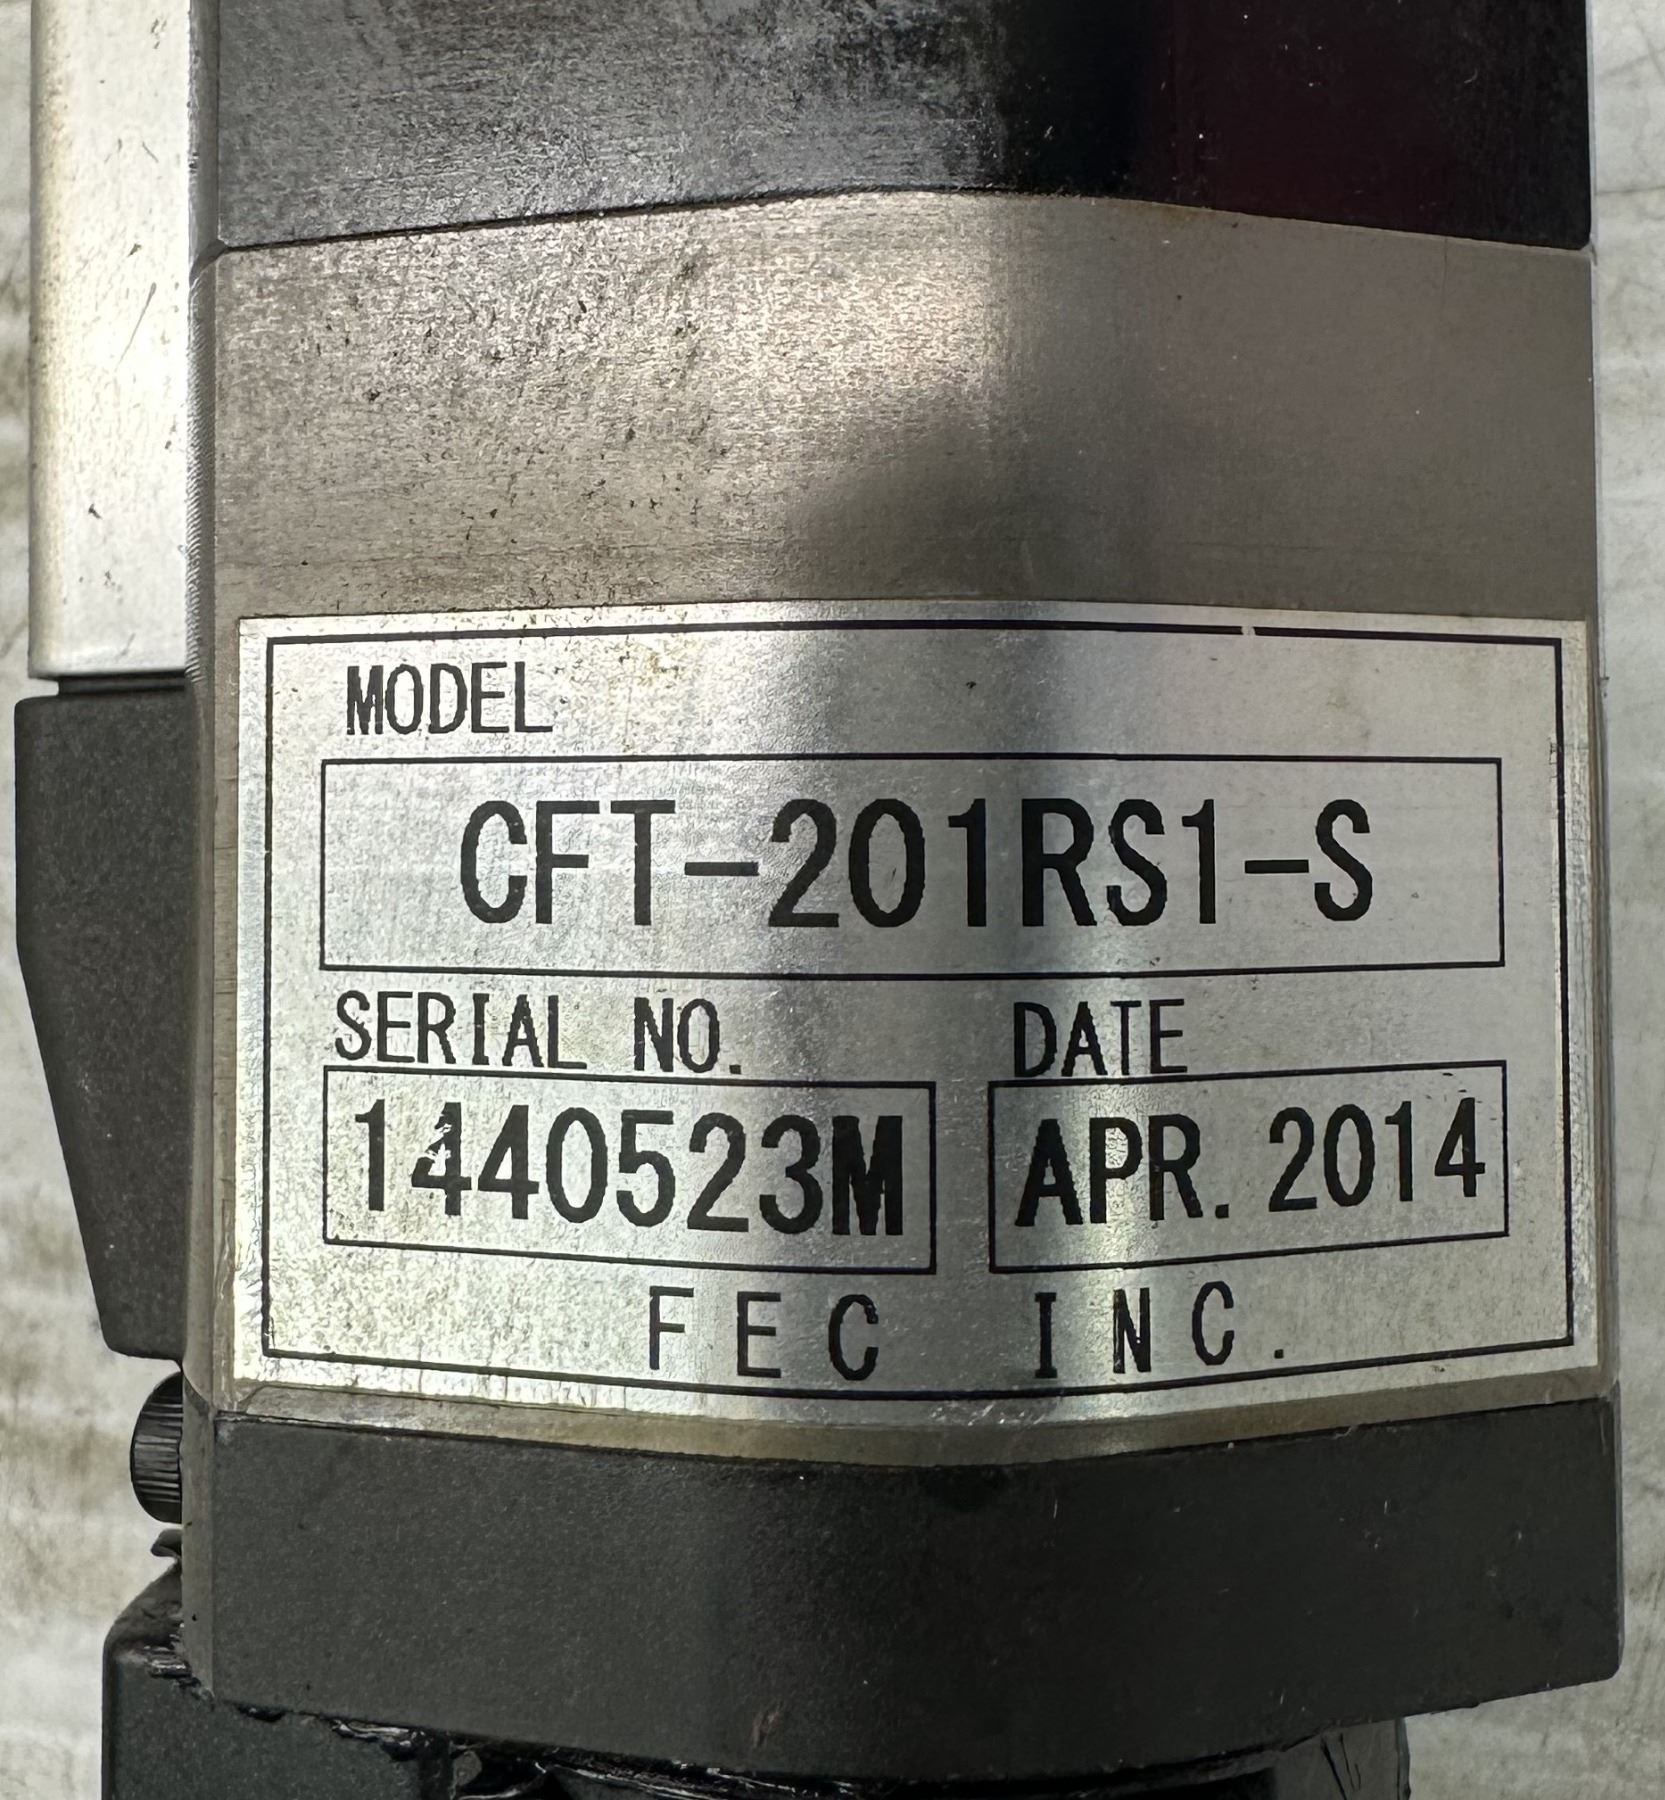 MODEL
CFT-201RS1-S
SERIAL NO. DATE
1440523M APR. 2014
FEC INC.